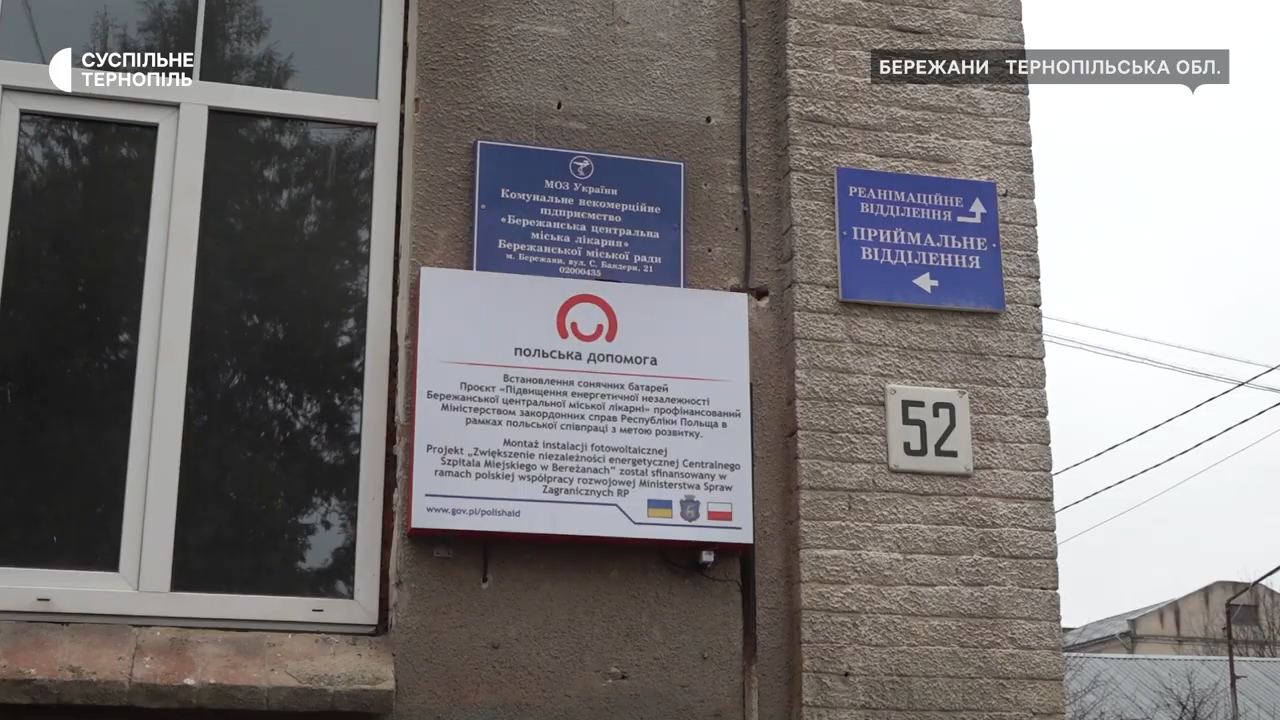 СУСПІЛЬНЕ
ТЕРНОПІЛЬ
БЕРЕЖАНИ ТЕРНОПІЛЬСЬКА ОБЛ.
МОЗ України
Комунальне некомерційне
підприємство
«Бережанська центральна
міська лікарня»
Бережанської міської ради
м. Бережани, вул. С. Бандери, 21
02000435
РЕАНІМАЦІЙНЕ
ВІДДІЛЕННЯ
ПРИЙМАЛЬНЕ
ВІДДІЛЕННЯ
польська допомога
Встановлення сонячних батарей
Проєкт «Підвищення енергетичної незалежності
Бережанської центральної міської лікарні» профінансований
Міністерством закордонних справ Республіки Польща в
рамках польської співпраці з метою розвитку.
Montaż instalacji fotowoltaicznej
Projekt „Zwiększenie niezależności energetycznej Centralnego
Szpitala Miejskiego w Bereżanach“ został sfinansowany w
ramach polskiej współpracy rozwojowej Ministerstwa Spraw
Zagranicznych RP
www.gov.pl/polishaid
52